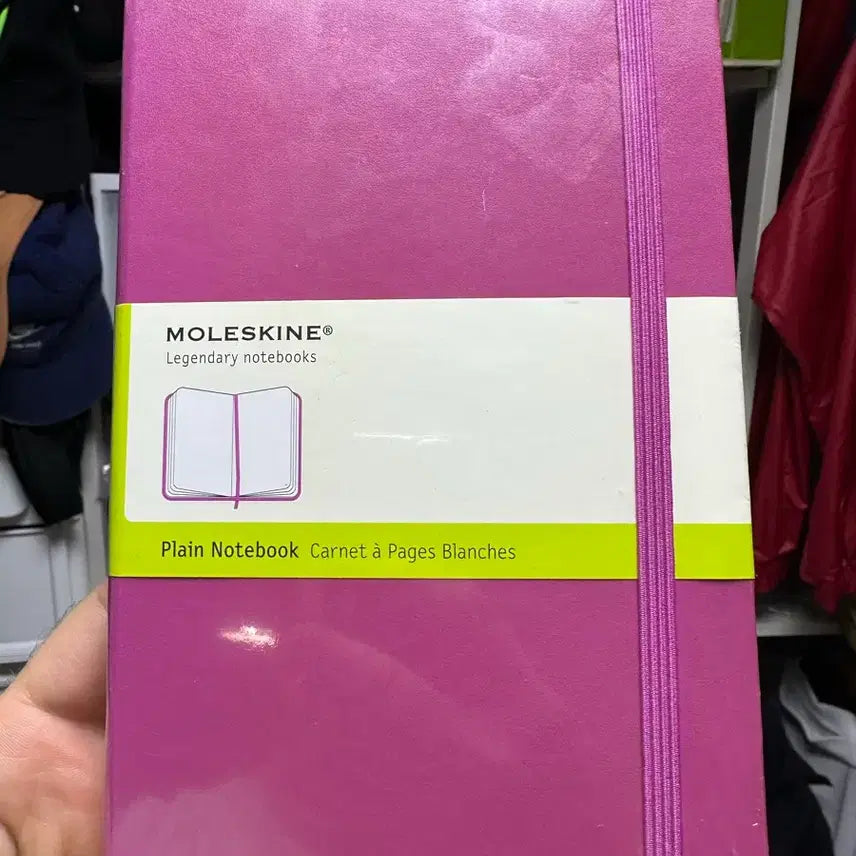 MOLESKINE®
Legendary notebooks
Plain Notebook Carnet à Pages Blanches